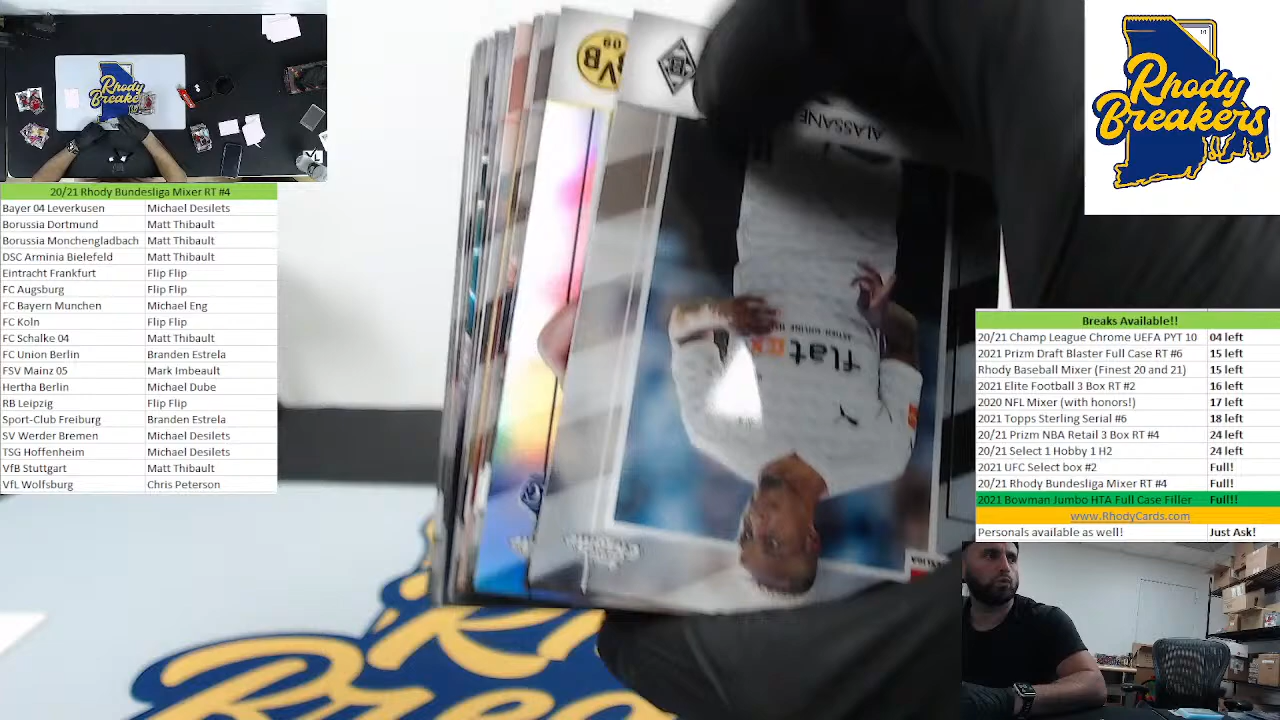 20/21 Rhody Bundesliga Mixer RT #4
Bayer 04 Leverkusen Michael Desilets
Borussia Dortmund Matt Thibault
Borussia Monchengladbach Matt Thibault
DSC Arminia Bielefeld Matt Thibault
Eintracht Frankfurt Flip Flip
FC Augsburg Flip Flip
FC Bayern Munchen Michael Eng
FC Koln Flip Flip
FC Schalke 04 Matt Thibault
FC Union Berlin Branden Estrela
FSV Mainz 05 Mark Imbeault
Hertha Berlin Michael Dube
RB Leipzig Flip Flip
Sport-Club Freiburg Branden Estrela
SV Werder Bremen Michael Desilets
TSG Hoffenheim Michael Desilets
VfB Stuttgart Matt Thibault
VfL Wolfsburg Chris Peterson
Rhody
Breakers
BVB
09
ALASSANE
flatex
Rhody
Breakers
Breaks Available!!
20/21 Champ League Chrome UEFA PYT 10 04 left
2021 Prizm Draft Blaster Full Case RT #6 15 left
Rhody Baseball Mixer (Finest 20 and 21) 15 left
2021 Elite Football 3 Box RT #2 16 left
2020 NFL Mixer (with honors!) 17 left
2021 Topps Sterling Serial #6 18 left
20/21 Prizm NBA Retail 3 Box RT #4 24 left
20/21 Select 1 Hobby 1 H2 24 left
2021 UFC Select box #2 Full!
20/21 Rhody Bundesliga Mixer RT #4 Full!
2021 Bowman Jumbo HTA Full Case Filler Full!!
www.RhodyCards.com
Personals available as well! Just Ask!